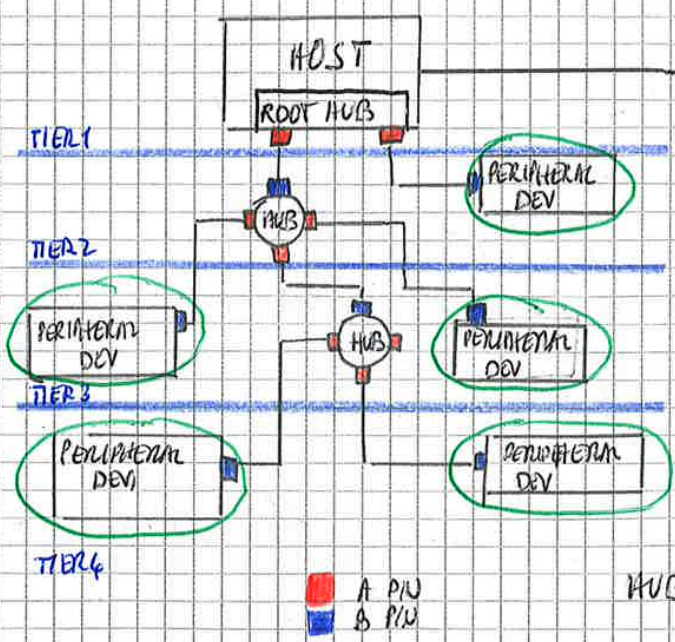 HOST
ROOT HUB
TIER1
PERIPHERAL
DEV
HUB
TIER2
PERIPHERAL
DEV
HUB
PERIPHERAL
DEV
TIER3
PERIPHERAL
DEV
PERIPHERAL
DEV
TIER4
A PIN
B PIN